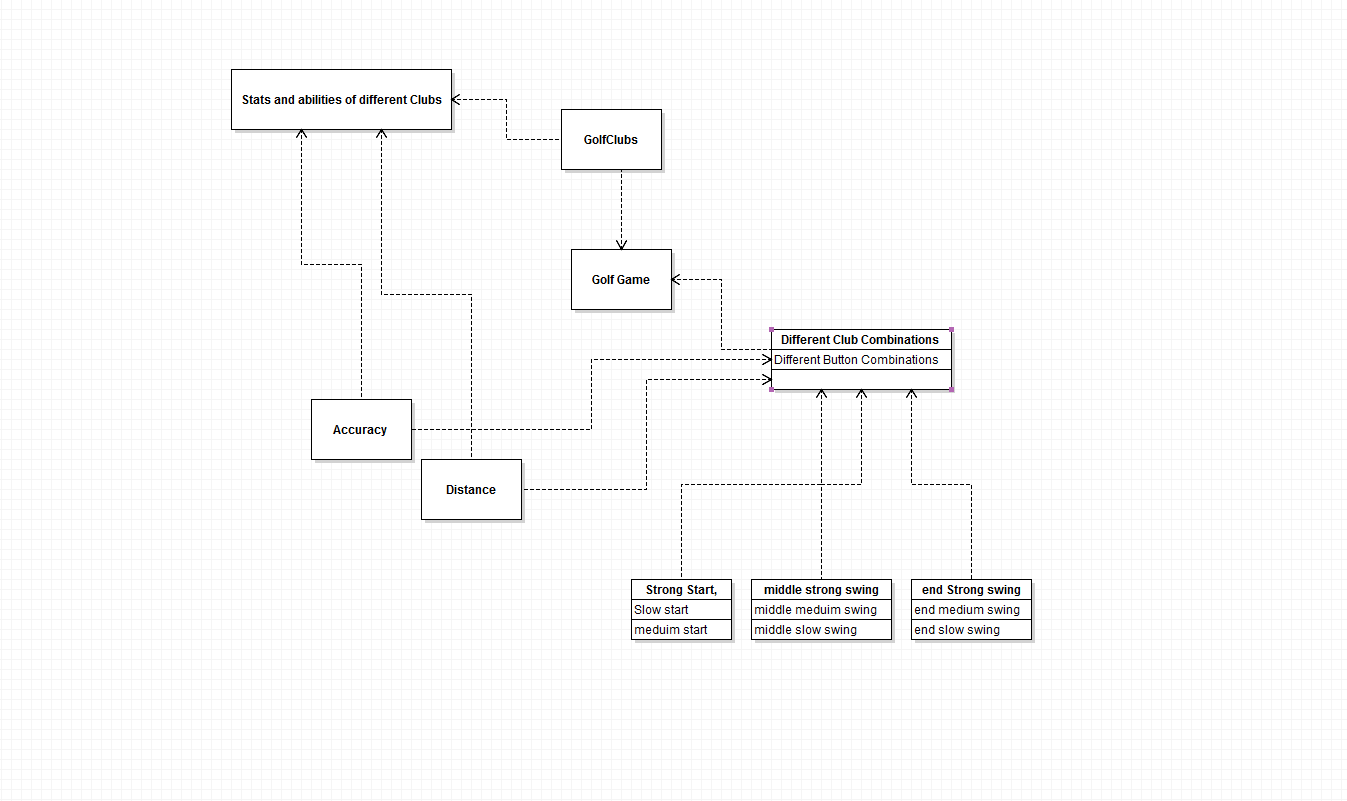 Stats and abilities of different Clubs
GolfClubs
Golf Game
Different Club Combinations
Different Button Combinations
Accuracy
Distance
Strong Start,
Slow start
meduim start
middle strong swing
middle meduim swing
middle slow swing
end Strong swing
end medium swing
end slow swing